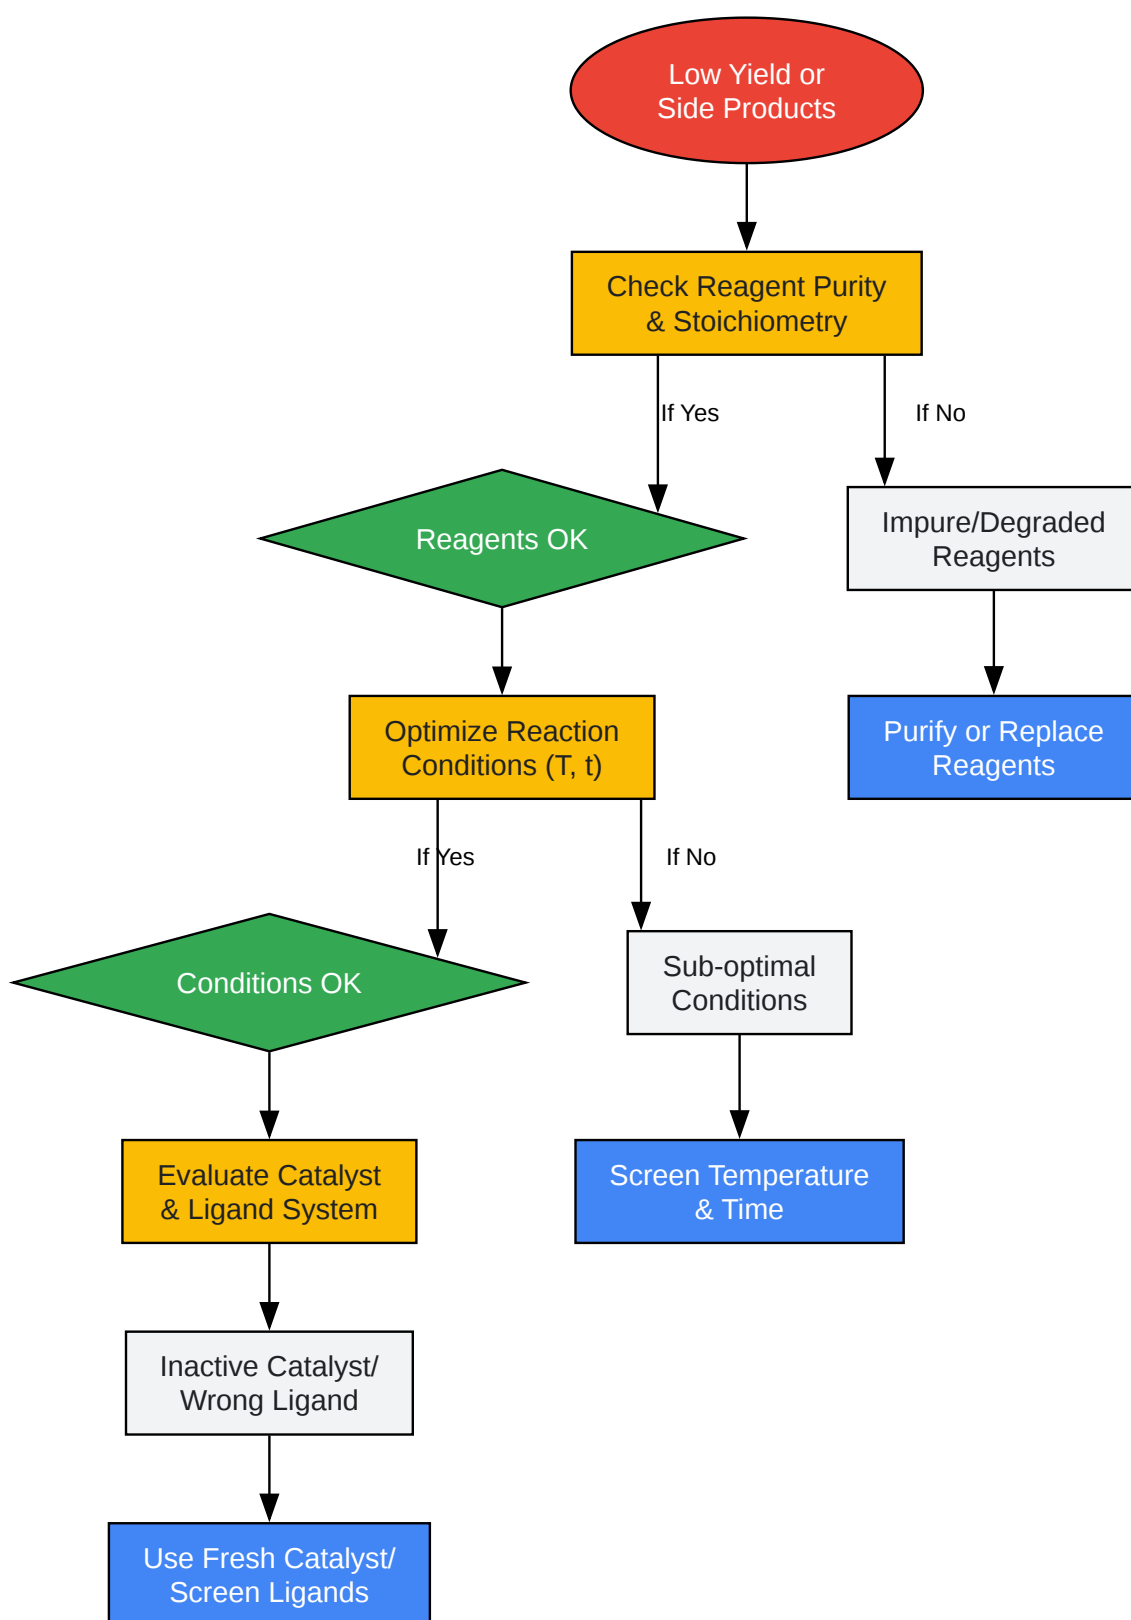 Low Yield or
Side Products
Check Reagent Purity
& Stoichiometry
If Yes
If No
Reagents OK
Impure/Degraded
Reagents
Optimize Reaction
Conditions (T, t)
Purify or Replace
Reagents
If Yes
If No
Conditions OK
Sub-optimal
Conditions
Evaluate Catalyst
& Ligand System
Screen Temperature
& Time
Inactive Catalyst/
Wrong Ligand
Use Fresh Catalyst/
Screen Ligands